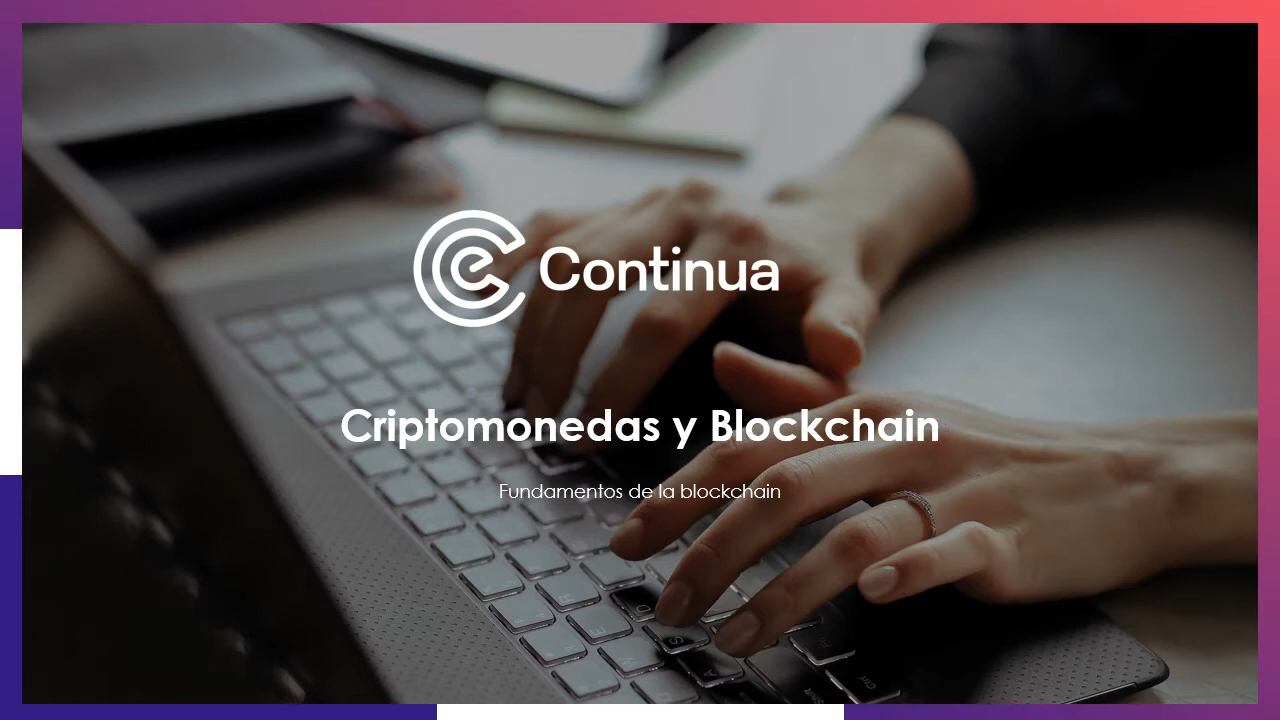 Continua
Criptomonedas y Blockchain
Fundamentos de la blockchain